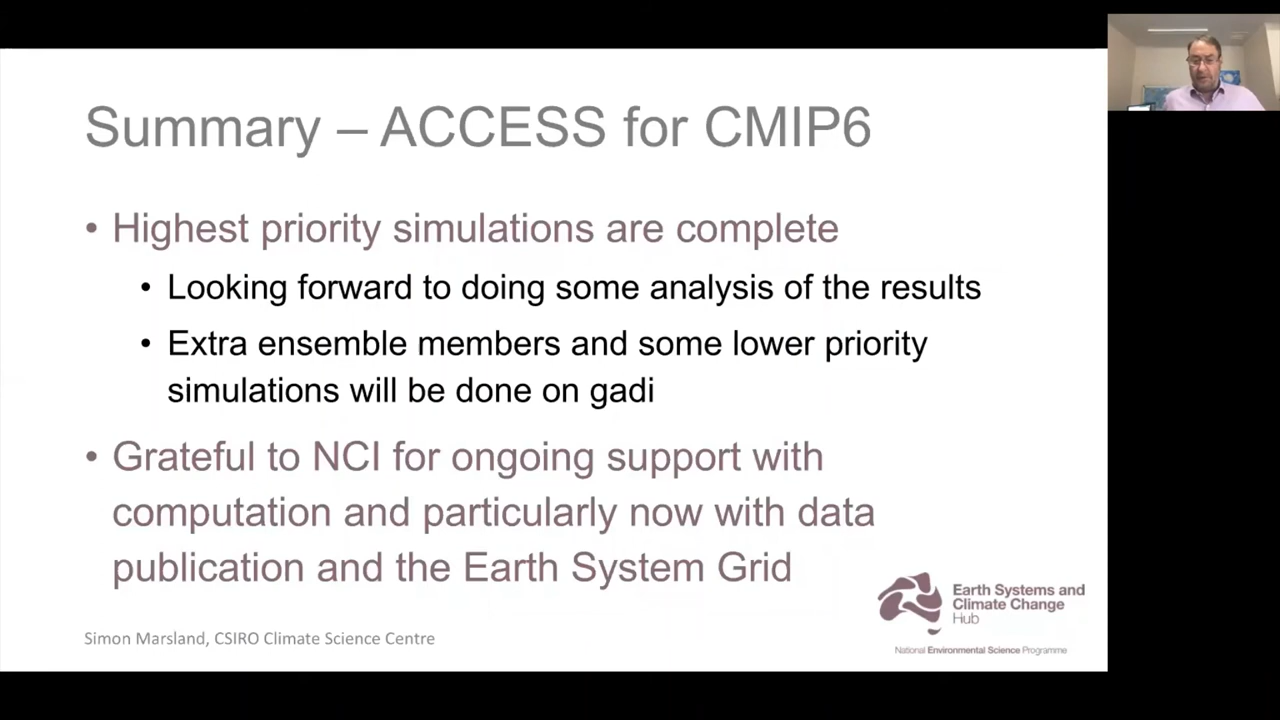 Summary – ACCESS for CMIP6
• Highest priority simulations are complete
• Looking forward to doing some analysis of the results
• Extra ensemble members and some lower priority
simulations will be done on gadi
• Grateful to NCI for ongoing support with
computation and particularly now with data
publication and the Earth System Grid
Simon Marsland, CSIRO Climate Science Centre
Earth Systems and
Climate Change
Hub
National Environmental Science Programme